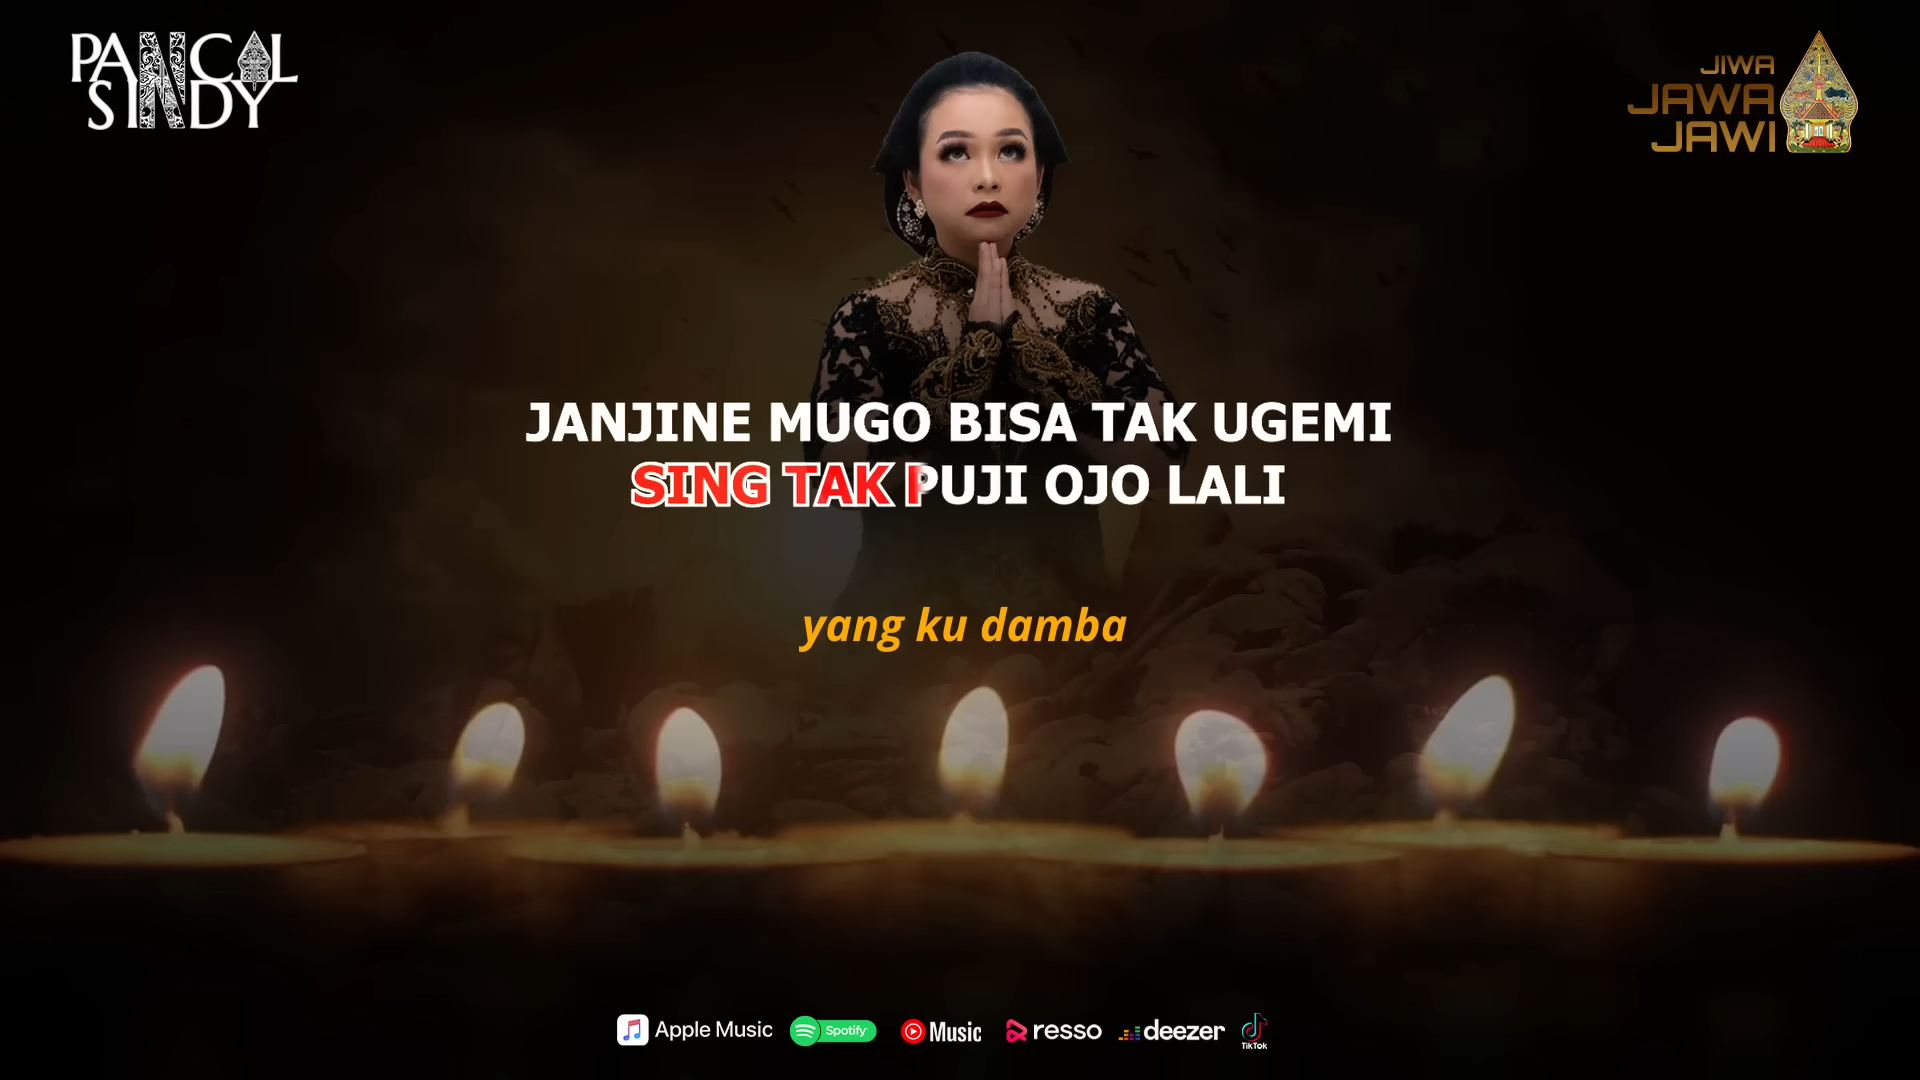 PANCAL
SINDY
JIWA
JAWA
JAWI
JANJINE MUGO BISA TAK UGEMI
SING TAK PUJI OJO LALI
yang ku damba
Apple Music Spotify Music resso deezer TikTok